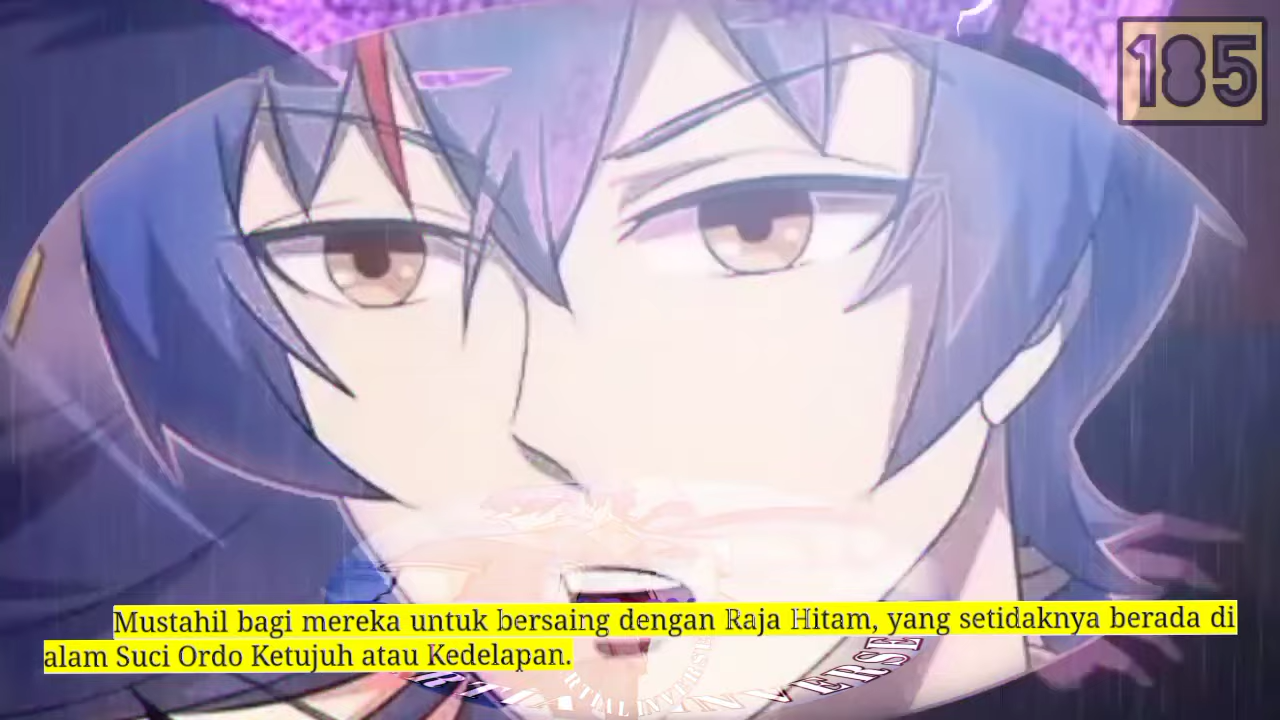 185
Mustahil bagi mereka untuk bersaing dengan Raja Hitam, yang setidaknya berada di
alam Suci Ordo Ketujuh atau Kedelapan.